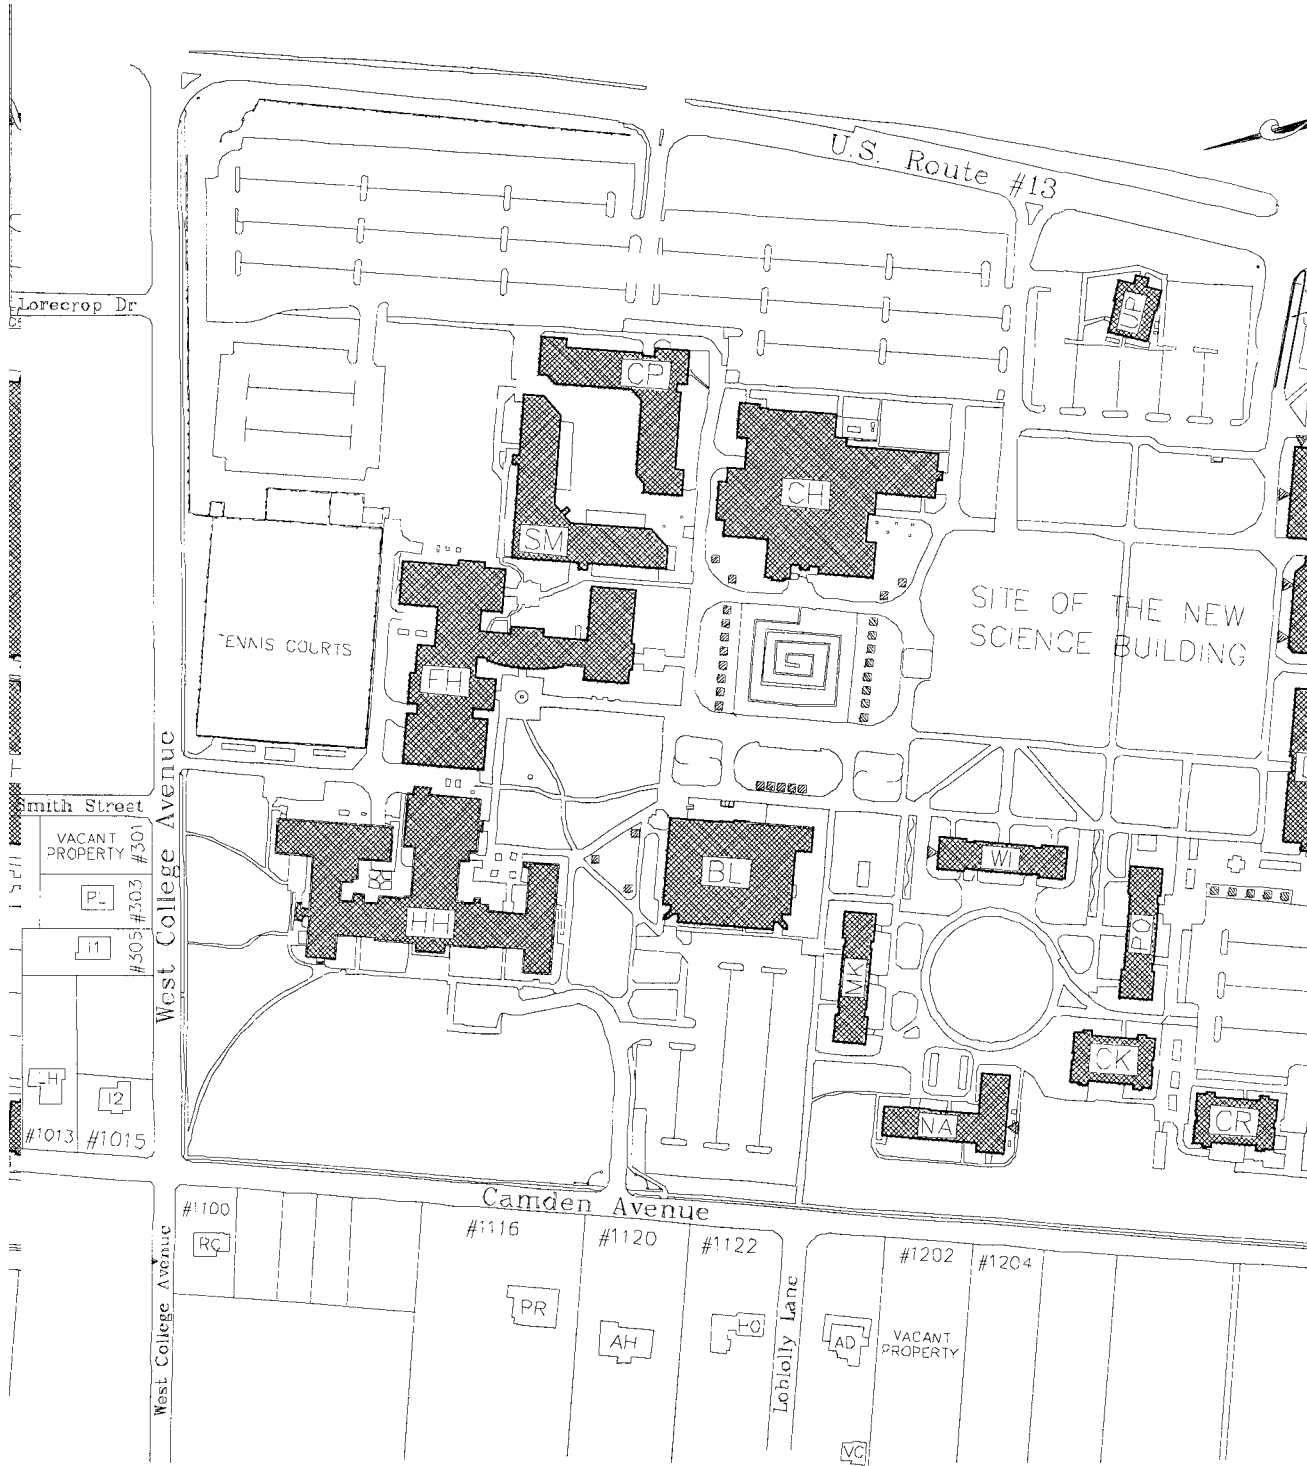 U.S. Route #13
Lorecrop Dr
UP
CP
CH
SM
SITE OF THE NEW
SCIENCE BUILDING
TENNIS COURTS
FH
West College Avenue
Smith Street
VACANT
PROPERTY
#301
#303
11
#305
BL
WI
HH
PO
MK
CK
12
#1013
#1015
NA
CR
Camden Avenue
#1100
#1116
#1120
#1122
#1202
#1204
RC
West College Avenue
PR
AH
HO
Loblolly Lane
AD
VACANT
PROPERTY
VC